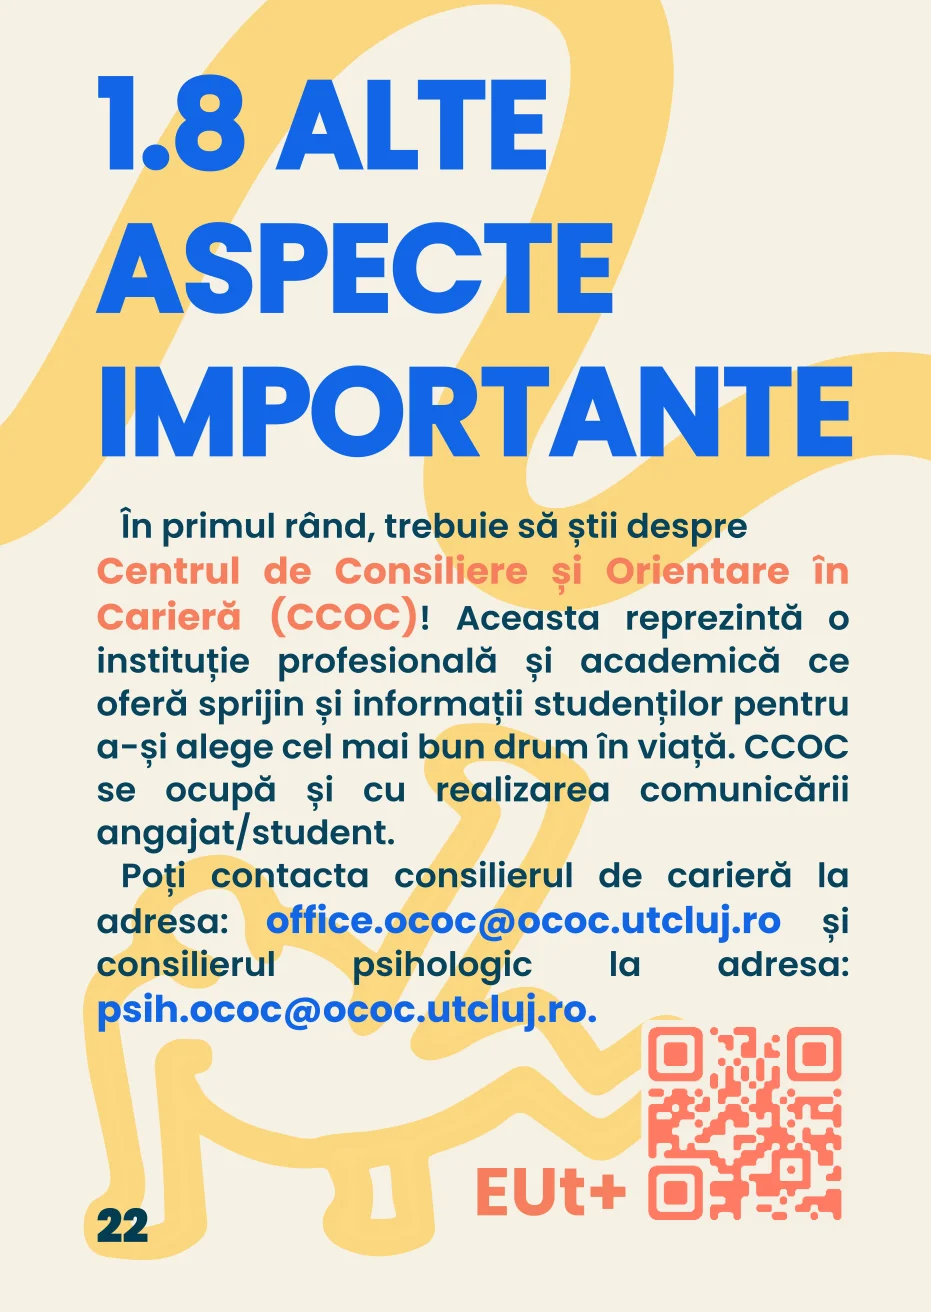 1.8 ALTE
ASPECTE
IMPORTANTE
În primul rând, trebuie să știi despre
Centrul de Consiliere și Orientare în
Carieră (CCOC)! Aceasta reprezintă o
instituție profesională și academică ce
oferă sprijin și informații studenților pentru
a-și alege cel mai bun drum în viață. CCOC
se ocupă și cu realizarea comunicării
angajat/student.
Poți contacta consilierul de carieră la
adresa: office.ococ@ococ.utcluj.ro și
consilierul psihologic la adresa:
psih.ococ@ococ.utcluj.ro.
EUt+
22